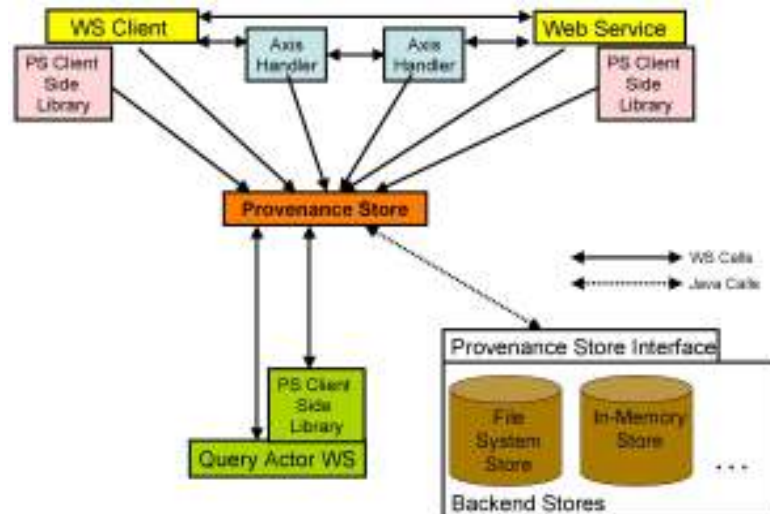 WS Client
Axis
Handler
Axis
Handler
Web Service
PS Client
Side
Library
PS Client
Side
Library
Provenance Store
WS Calls
Java Calls
Provenance Store Interface
PS Client
Side
Library
Query Actor WS
File
System
Store
In-Memory
Store
...
Backend Stores